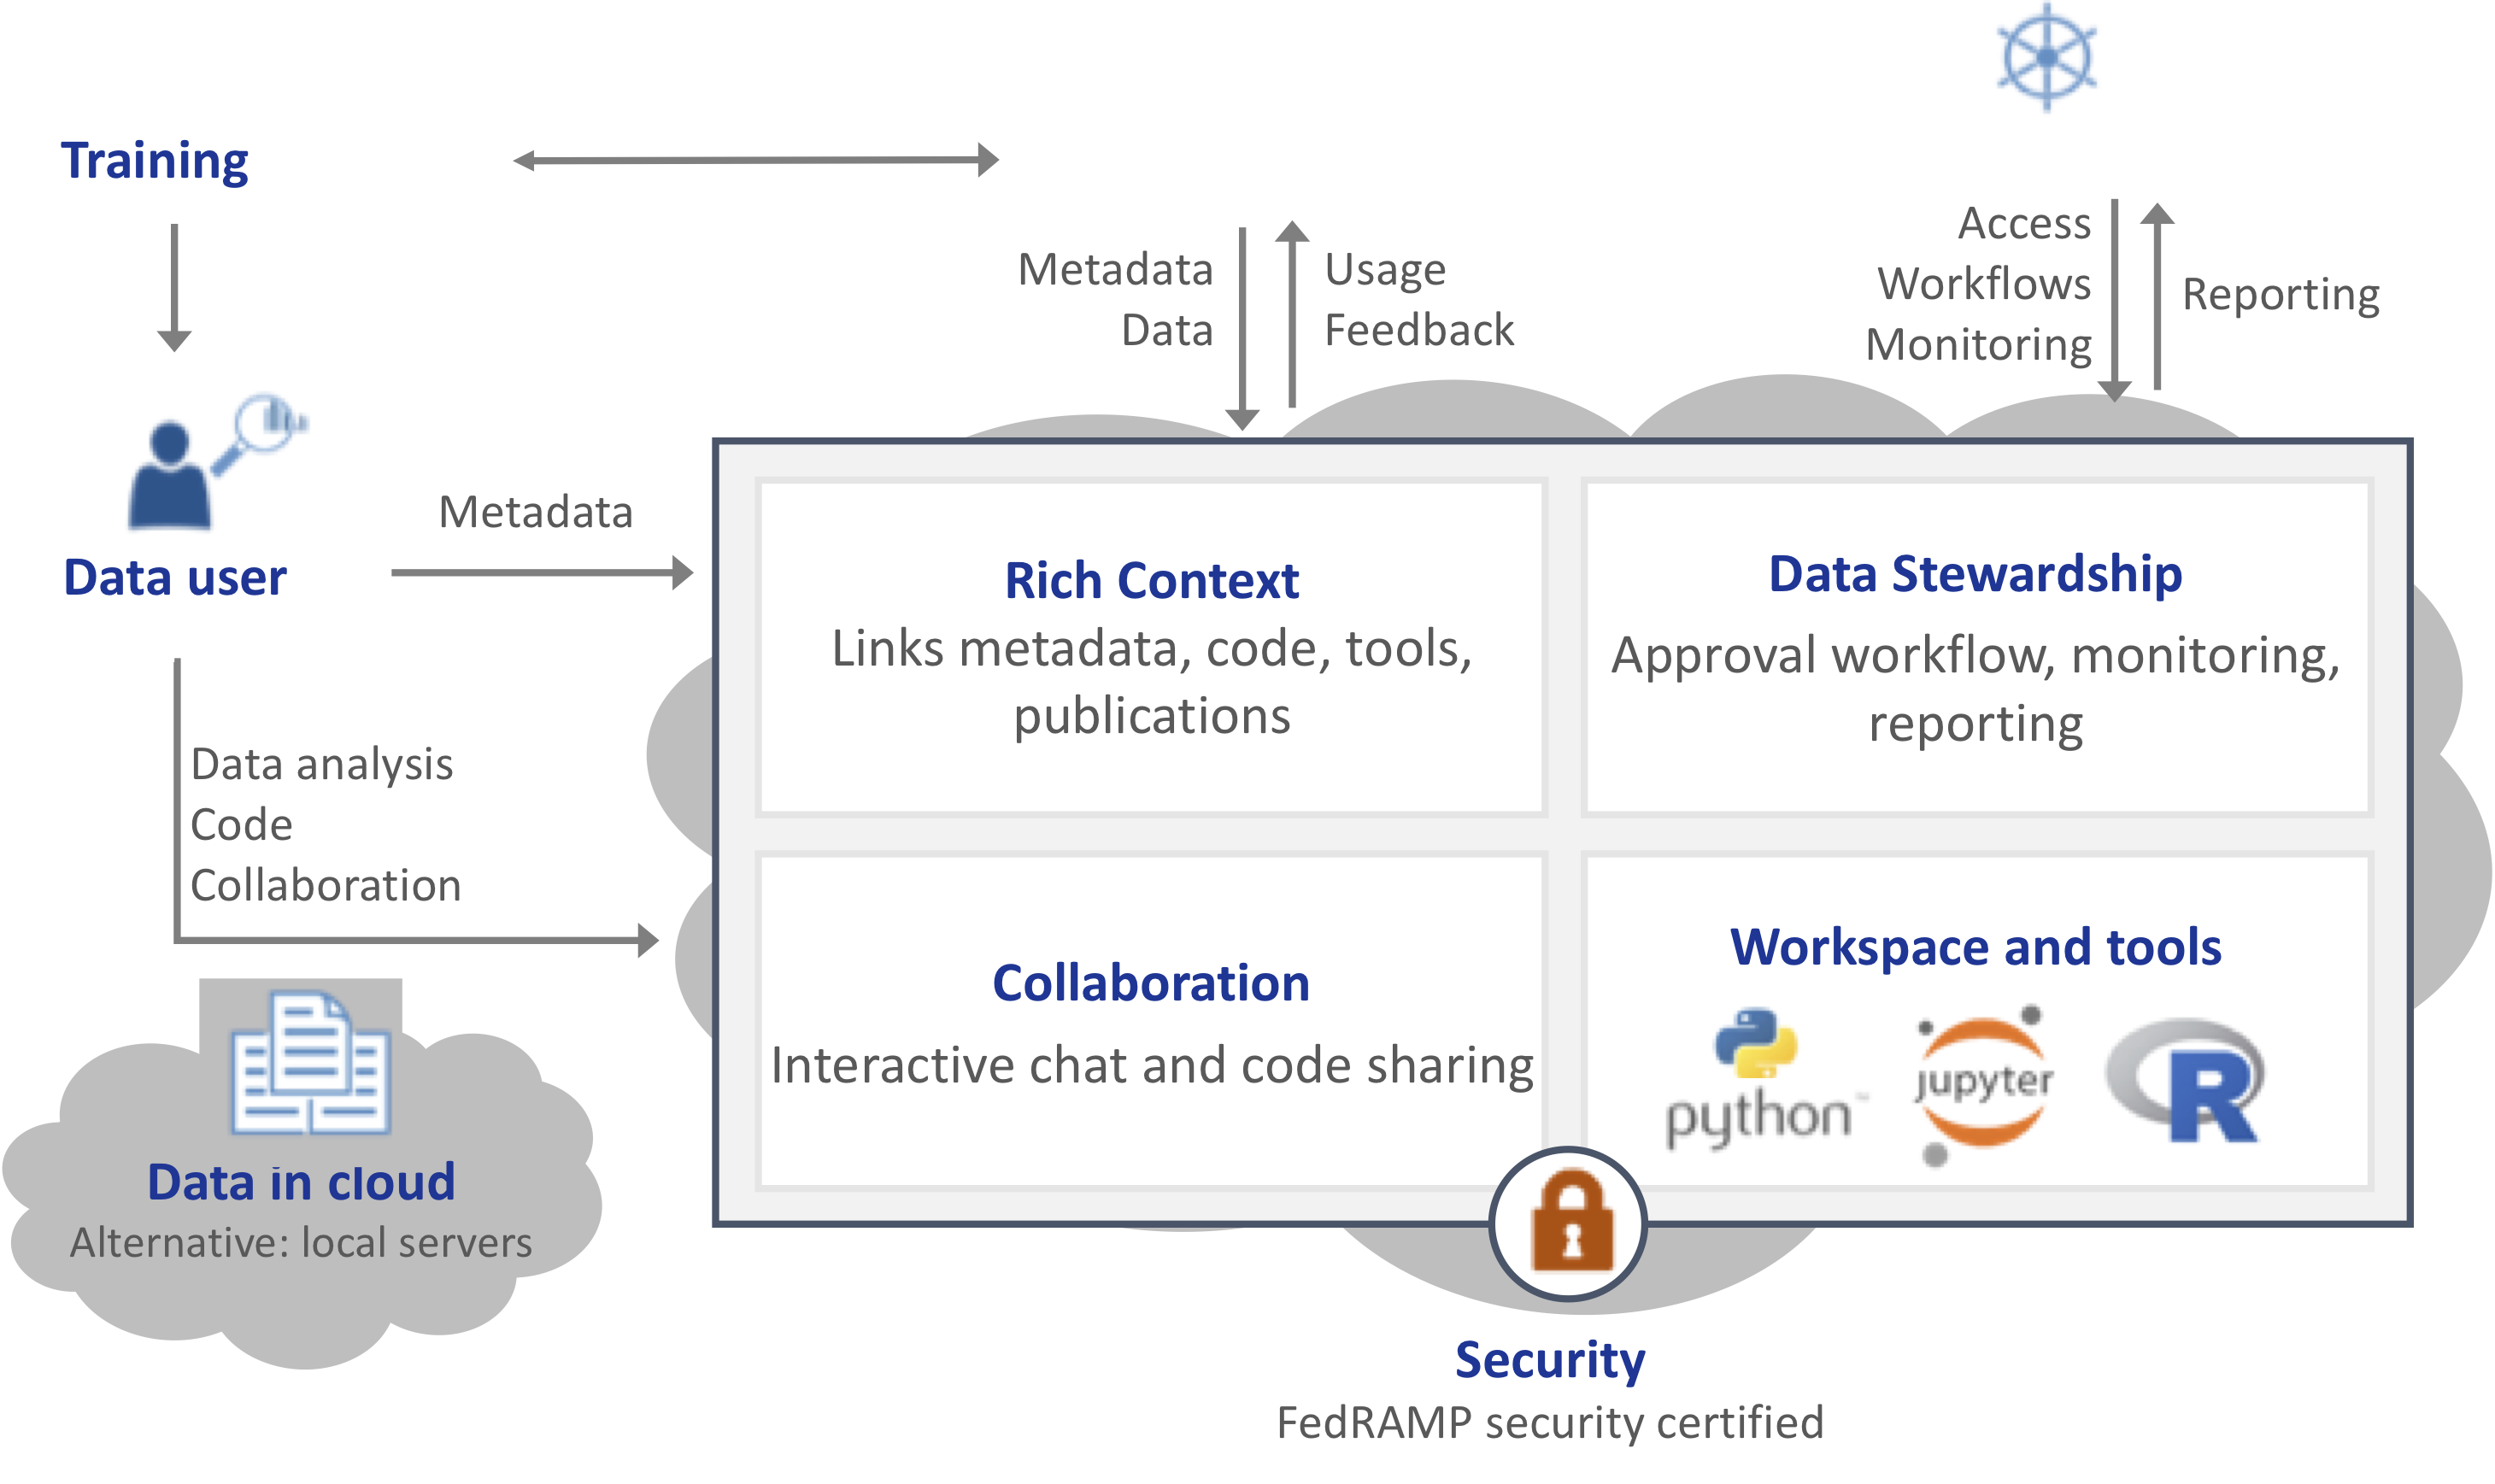 Training
Metadata
Data
Usage
Feedback
Access
Workflows
Monitoring
Reporting
Data user
Metadata
Data analysis
Code
Collaboration
Rich Context
Links metadata, code, tools,
publications
Data Stewardship
Approval workflow, monitoring,
reporting
Collaboration
Interactive chat and code sharing
Workspace and tools
python™
jupyter
R
Data in cloud
Alternative: local servers
Security
FedRAMP security certified